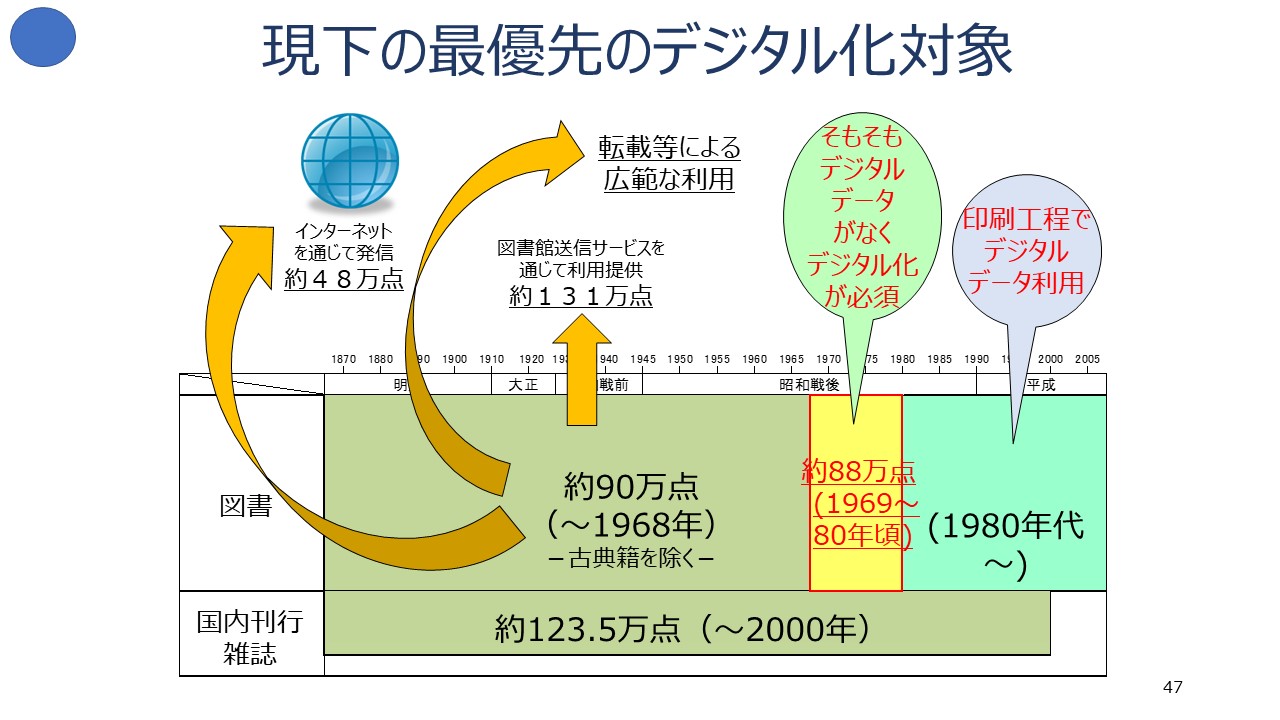 現下の最優先のデジタル化対象
インターネット
を通じて発信
約４８万点
転載等による
広範な利用
図書館送信サービスを
通じて利用提供
約１３１万点
そもそも
デジタル
データ
がなく
デジタル化
が必須
印刷工程で
デジタル
データ利用
1870 1880 90 1900 1910 1920 193 940 1945 1950 1955 1960 1965 1970 75 1980 1985 1990 19 2000 2005
明 大正 戦前 昭和戦後 平成
図書
約90万点
（～1968年）
－古典籍を除く－
約88万点
(1969～
80年頃)
(1980年代
～)
国内刊行
雑誌
約123.5万点（～2000年）
47